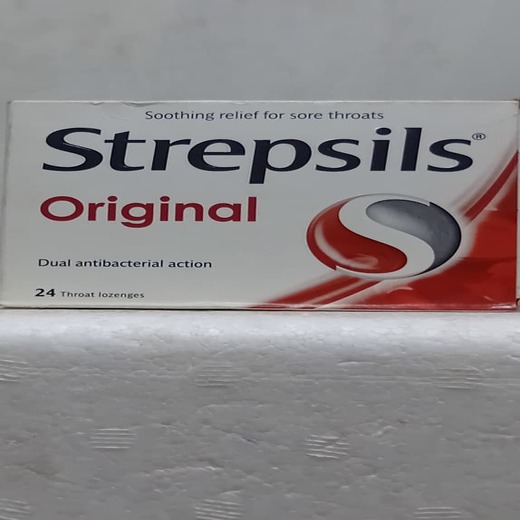 Soothing relief for sore throats
Strepsils®
Original
Dual antibacterial action
24 Throat lozenges